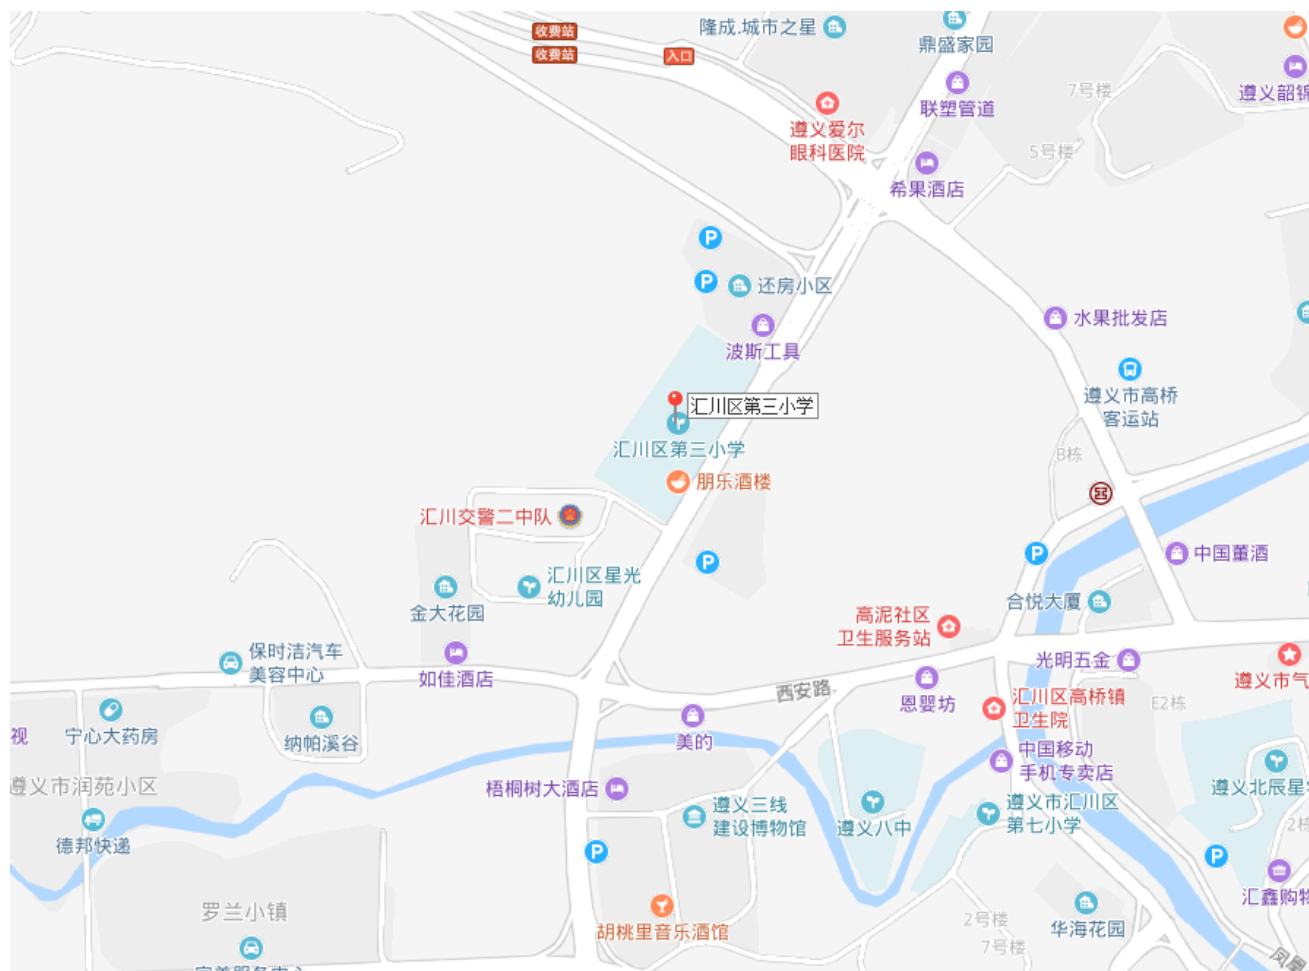 收费站
收费站
入口
隆成.城市之星
鼎盛家园
联塑管道
7号楼
遵义韶锦
遵义爱尔
眼科医院
5号楼
希果酒店
P
P
还房小区
波斯工具
水果批发店
遵义市高桥
客运站
汇川区第三小学
汇川区第三小学
B栋
朋乐酒楼
汇川交警二中队
P
P
中国董酒
汇川区星光
幼儿园
金大花园
合悦大厦
高泥社区
卫生服务站
保时洁汽车
美容中心
如佳酒店
光明五金
遵义市气
西安路
恩婴坊
汇川区高桥镇
卫生院
E2栋
视
宁心大药房
纳帕溪谷
美的
中国移动
手机专卖店
遵义市润苑小区
梧桐树大酒店
遵义北辰星
德邦快递
遵义三线
建设博物馆
遵义八中
遵义市汇川区
第七小学
2栋
P
P
汇鑫购物
罗兰小镇
胡桃里音乐酒馆
2号楼
7号楼
华海花园